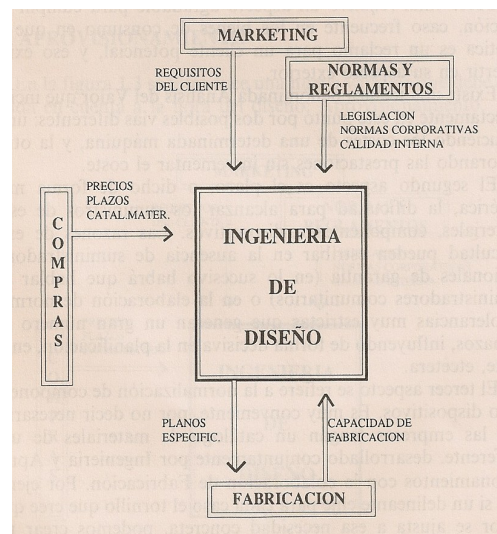 MARKETING
REQUISITOS
DEL CLIENTE
NORMAS Y
REGLAMENTOS
LEGISLACION
NORMAS CORPORATIVAS
CALIDAD INTERNA
COMPRAS
PRECIOS
PLAZOS
CATAL.MATER.
INGENIERIA
DE
DISEÑO
PLANOS
ESPECIFIC.
CAPACIDAD DE
FABRICACION
FABRICACION